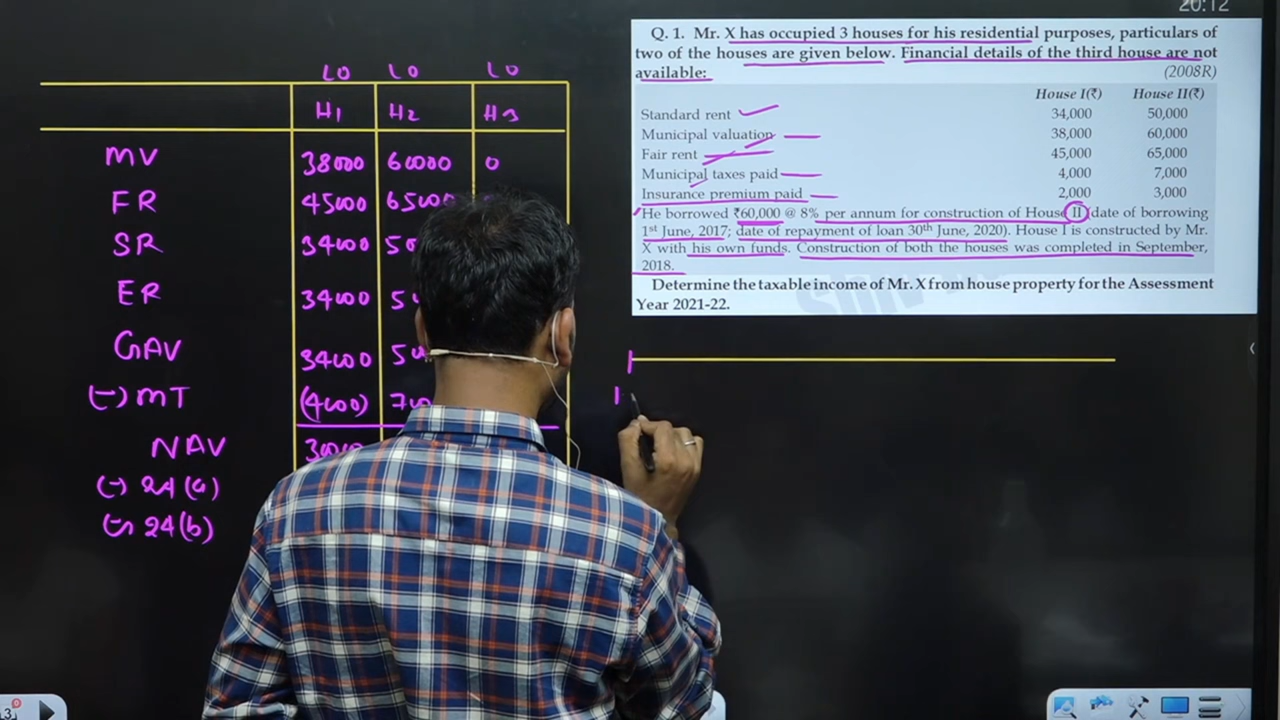 20:12
Q. 1. Mr. X has occupied 3 houses for his residential purposes, particulars of
two of the houses are given below. Financial details of the third house are not
available:
(2008R)
House I(₹) House II(₹)
Standard rent 34,000 50,000
Municipal valuation 38,000 60,000
Fair rent 45,000 65,000
Municipal taxes paid 4,000 7,000
Insurance premium paid 2,000 3,000
He borrowed ₹60,000 @ 8% per annum for construction of House II (date of borrowing
1st June, 2017; date of repayment of loan 30th June, 2020). House I is constructed by Mr.
X with his own funds. Construction of both the houses was completed in September,
2018.
Determine the taxable income of Mr. X from house property for the Assessment
Year 2021-22.
LO LO LO
H1 H2 H3
MV 38000 60000 0
FR 45000
SR 34000
ER 34000
GAV 34000
(-) MT (4000)
NAV
(-) 24(a)
(-) 24(b)